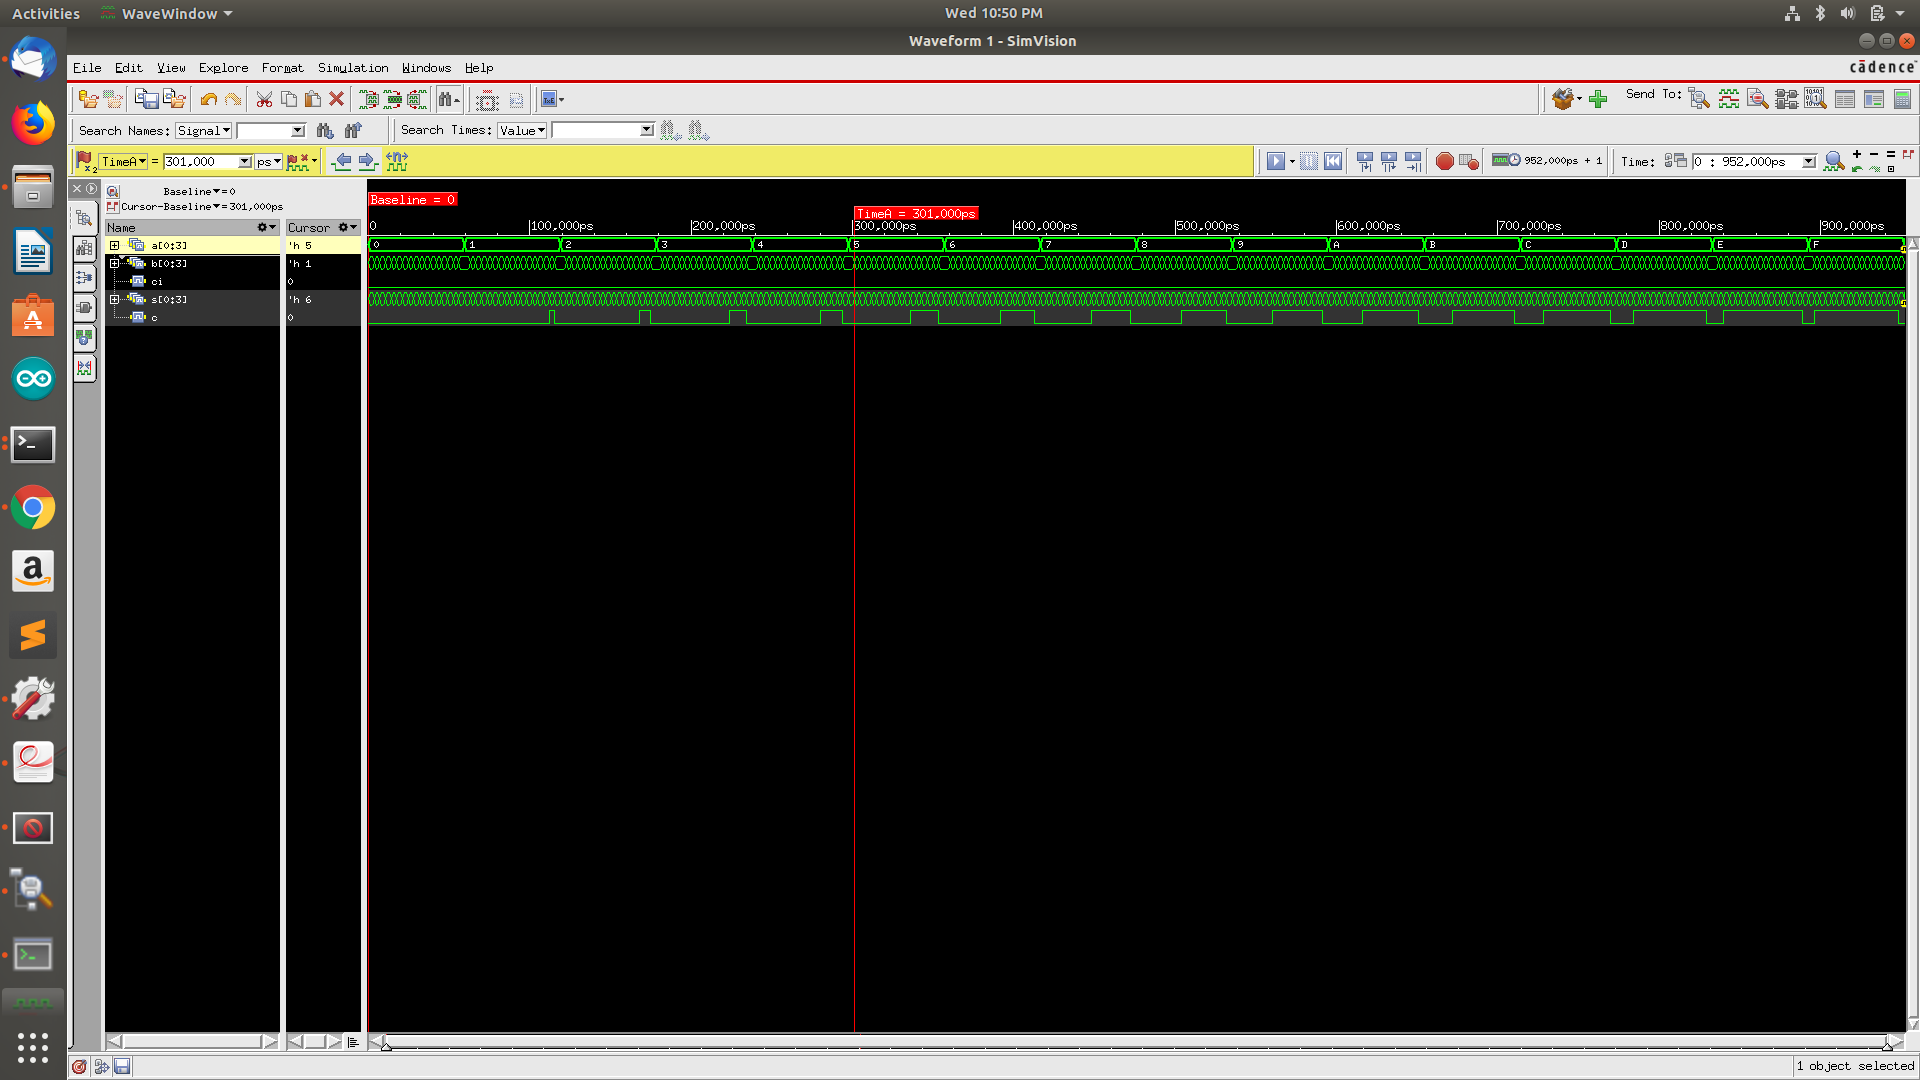 Activities WaveWindow Wed 10:50 PM
Waveform 1 - SimVision
File Edit View Explore Format Simulation Windows Help cādence
Send To:
Search Names: Signal Search Times: Value
TimeA = 301,000 ps 952,000ps + 1 Time: 0 : 952,000ps
Baseline = 0
Cursor-Baseline = 301,000ps
Baseline = 0
TimeA = 301,000ps
Name Cursor 0 100,000ps 200,000ps 300,000ps 400,000ps 500,000ps 600,000ps 700,000ps 800,000ps 900,000ps
a[0:3] 'h 5 0 1 2 3 4 5 6 7 8 9 A B C D E F
b[0:3] 'h 1
ci 0
s[0:3] 'h 6
c 0
1 object selected